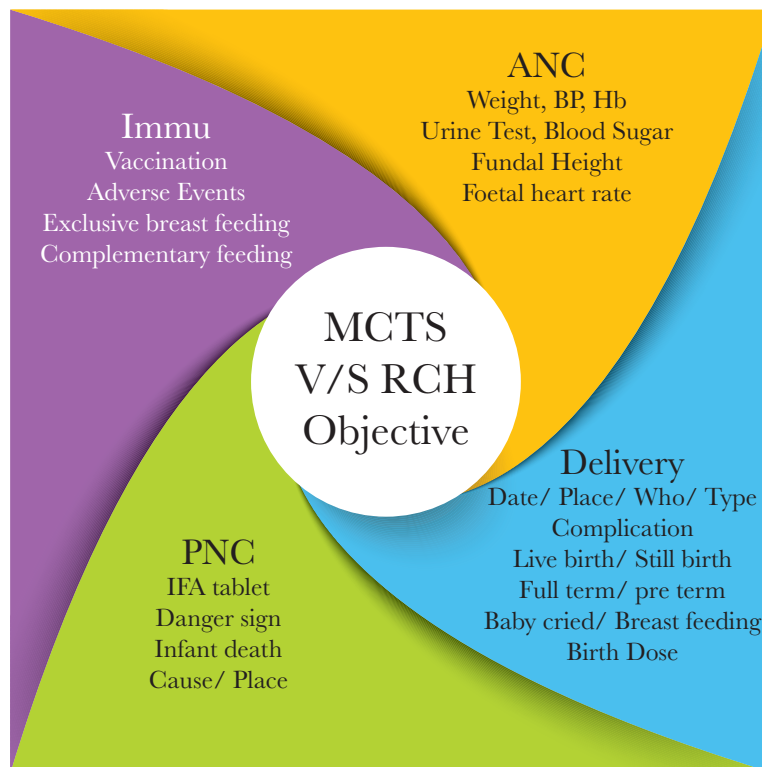 ANC
Weight, BP, Hb
Urine Test, Blood Sugar
Fundal Height
Foetal heart rate
Immu
Vaccination
Adverse Events
Exclusive breast feeding
Complementary feeding
MCTS
V/S RCH
Objective
Delivery
Date/ Place/ Who/ Type
Complication
Live birth/ Still birth
Full term/ pre term
Baby cried/ Breast feeding
Birth Dose
PNC
IFA tablet
Danger sign
Infant death
Cause/ Place